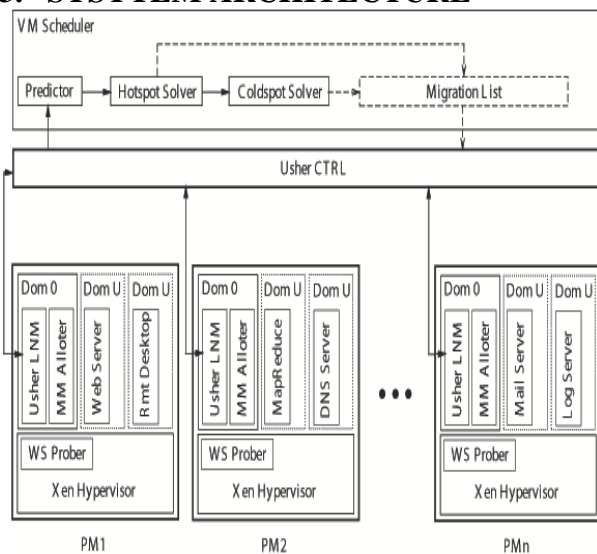 ARCHITECTURE
VM Scheduler
Predictor
Hotspot Solver
Coldspot Solver
Migration List
Usher CTRL
Dom 0
Dom U
Dom U
Usher LNM
MM Alloter
Web Server
Rmt Desktop
WS Prober
Xen Hypervisor
PM1
Dom 0
Dom U
Dom U
Usher LNM
MM Alloter
MapReduce
DNS Server
WS Prober
Xen Hypervisor
PM2
Dom 0
Dom U
Dom U
Usher LNM
MM Alloter
Mail Server
Log Server
WS Prober
Xen Hypervisor
PMn